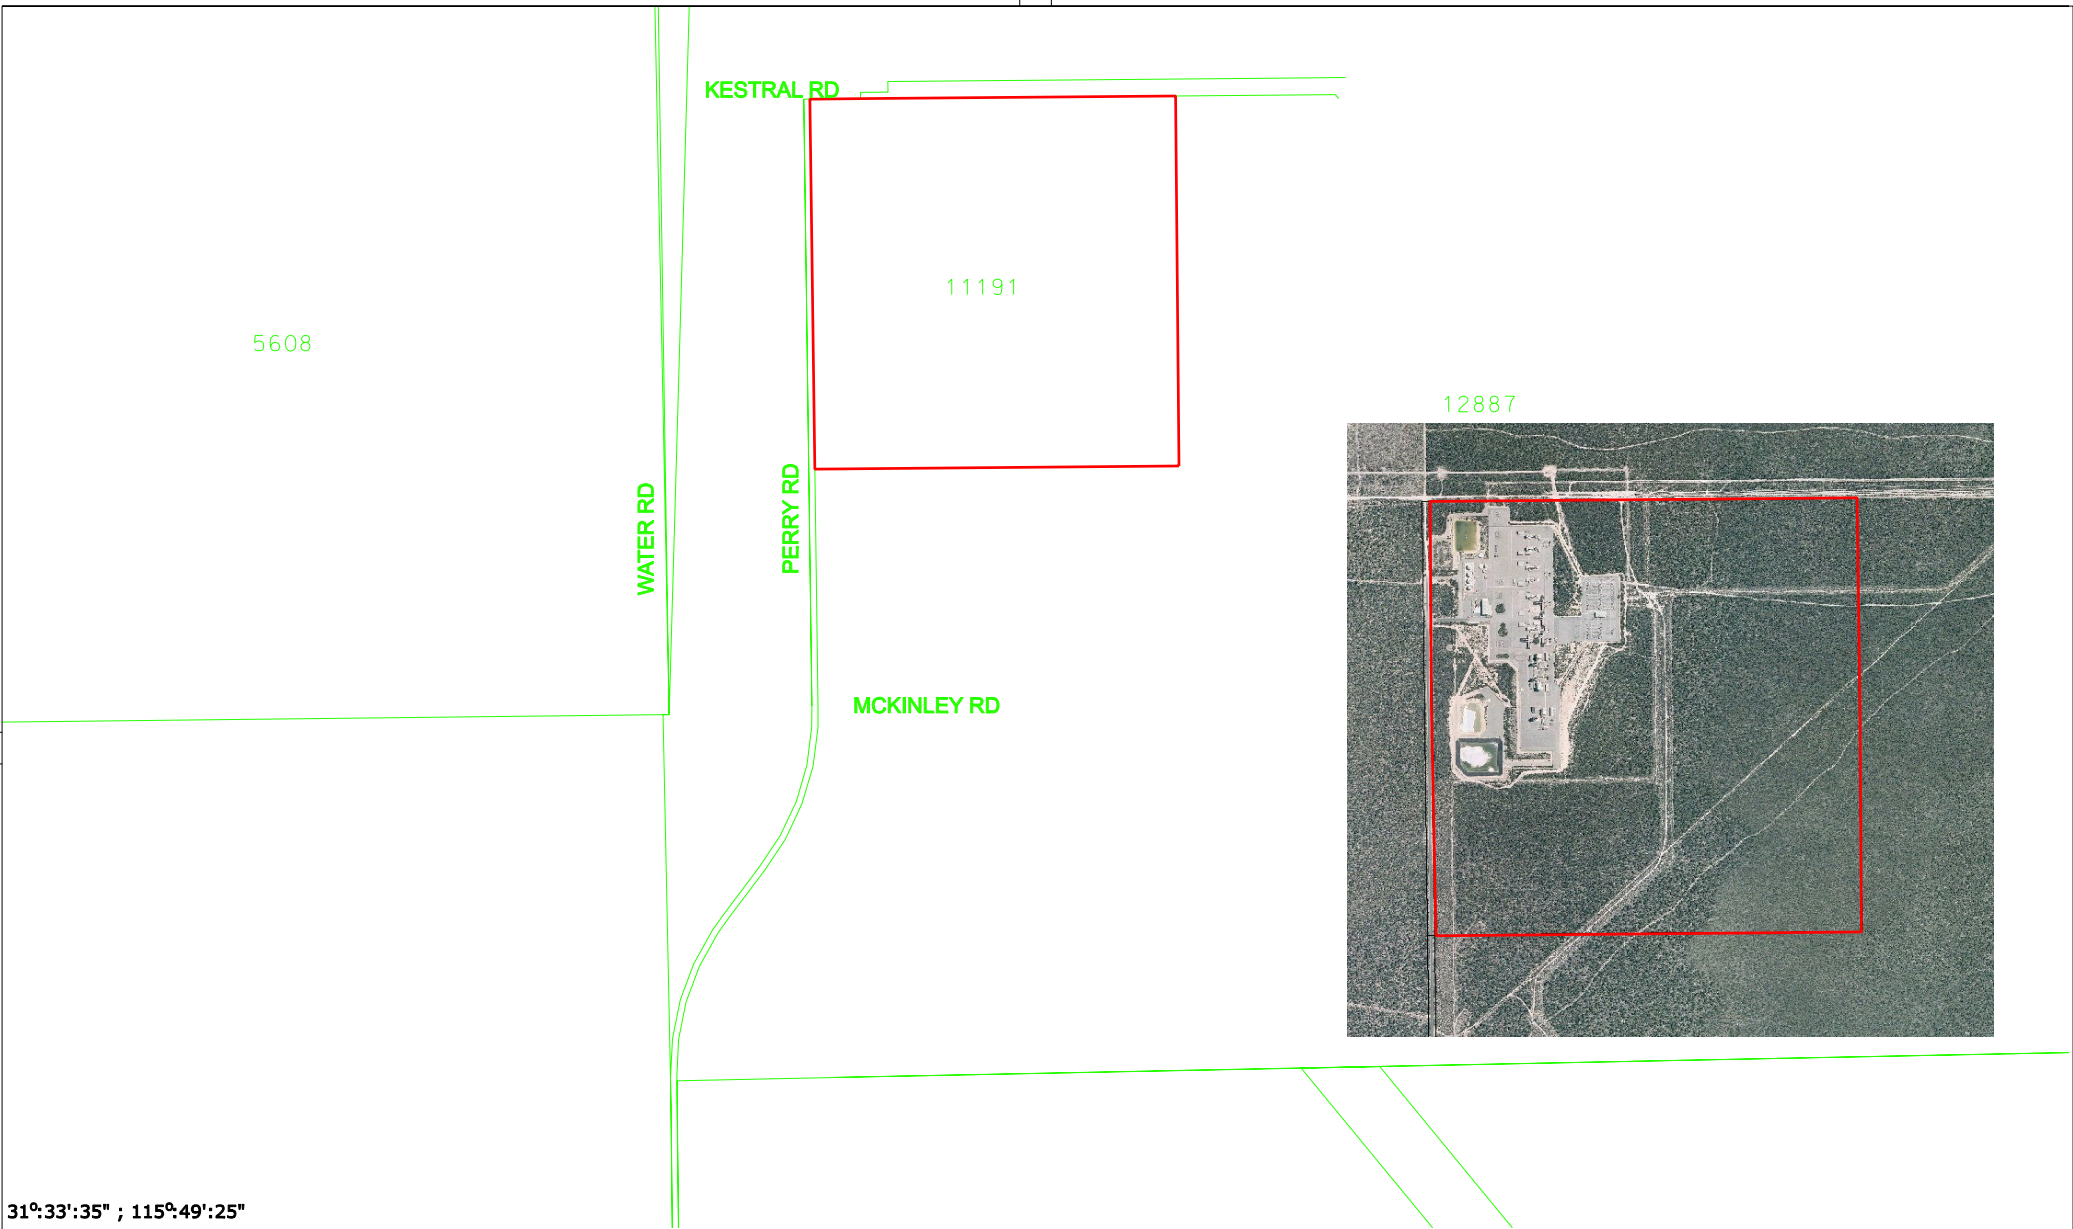 KESTRAL RD
11191
5608
12887
WATER RD
PERRY RD
MCKINLEY RD
31º:33':35" ; 115º:49':25"